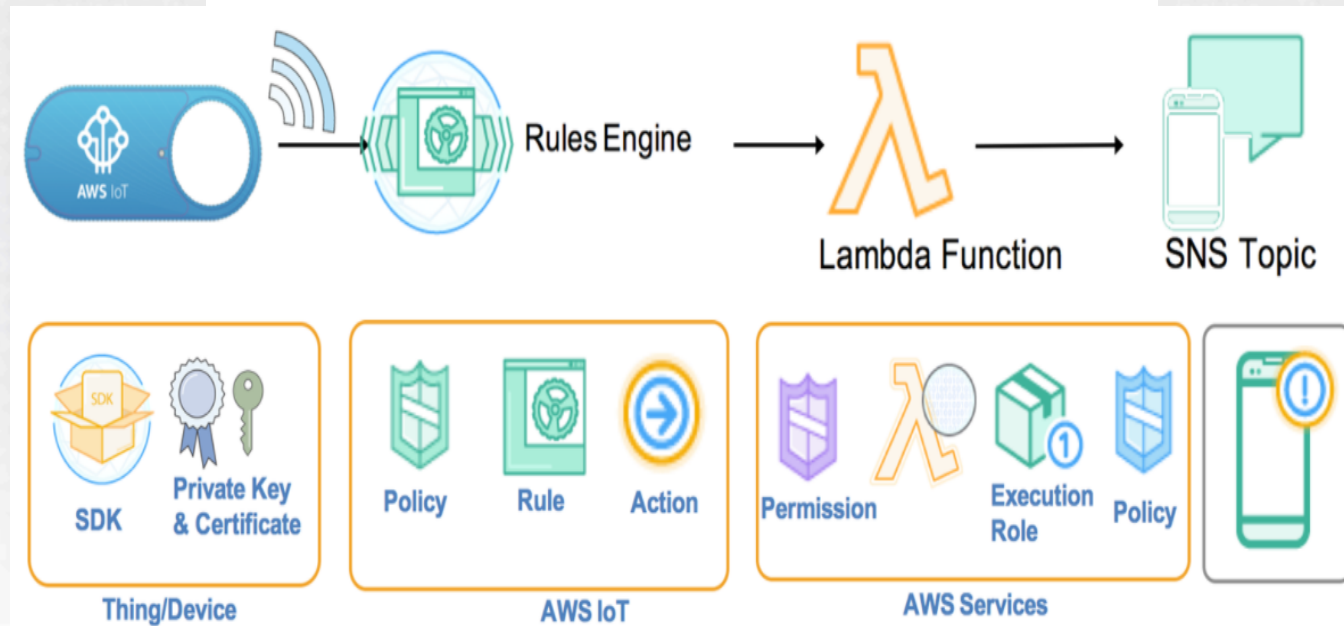 AWS IoT
Rules Engine
Lambda Function
SNS Topic
SDK
SDK
Private Key
& Certificate
Policy
Rule
Action
Permission
Execution
Role
Policy
Thing/Device
AWS IoT
AWS Services